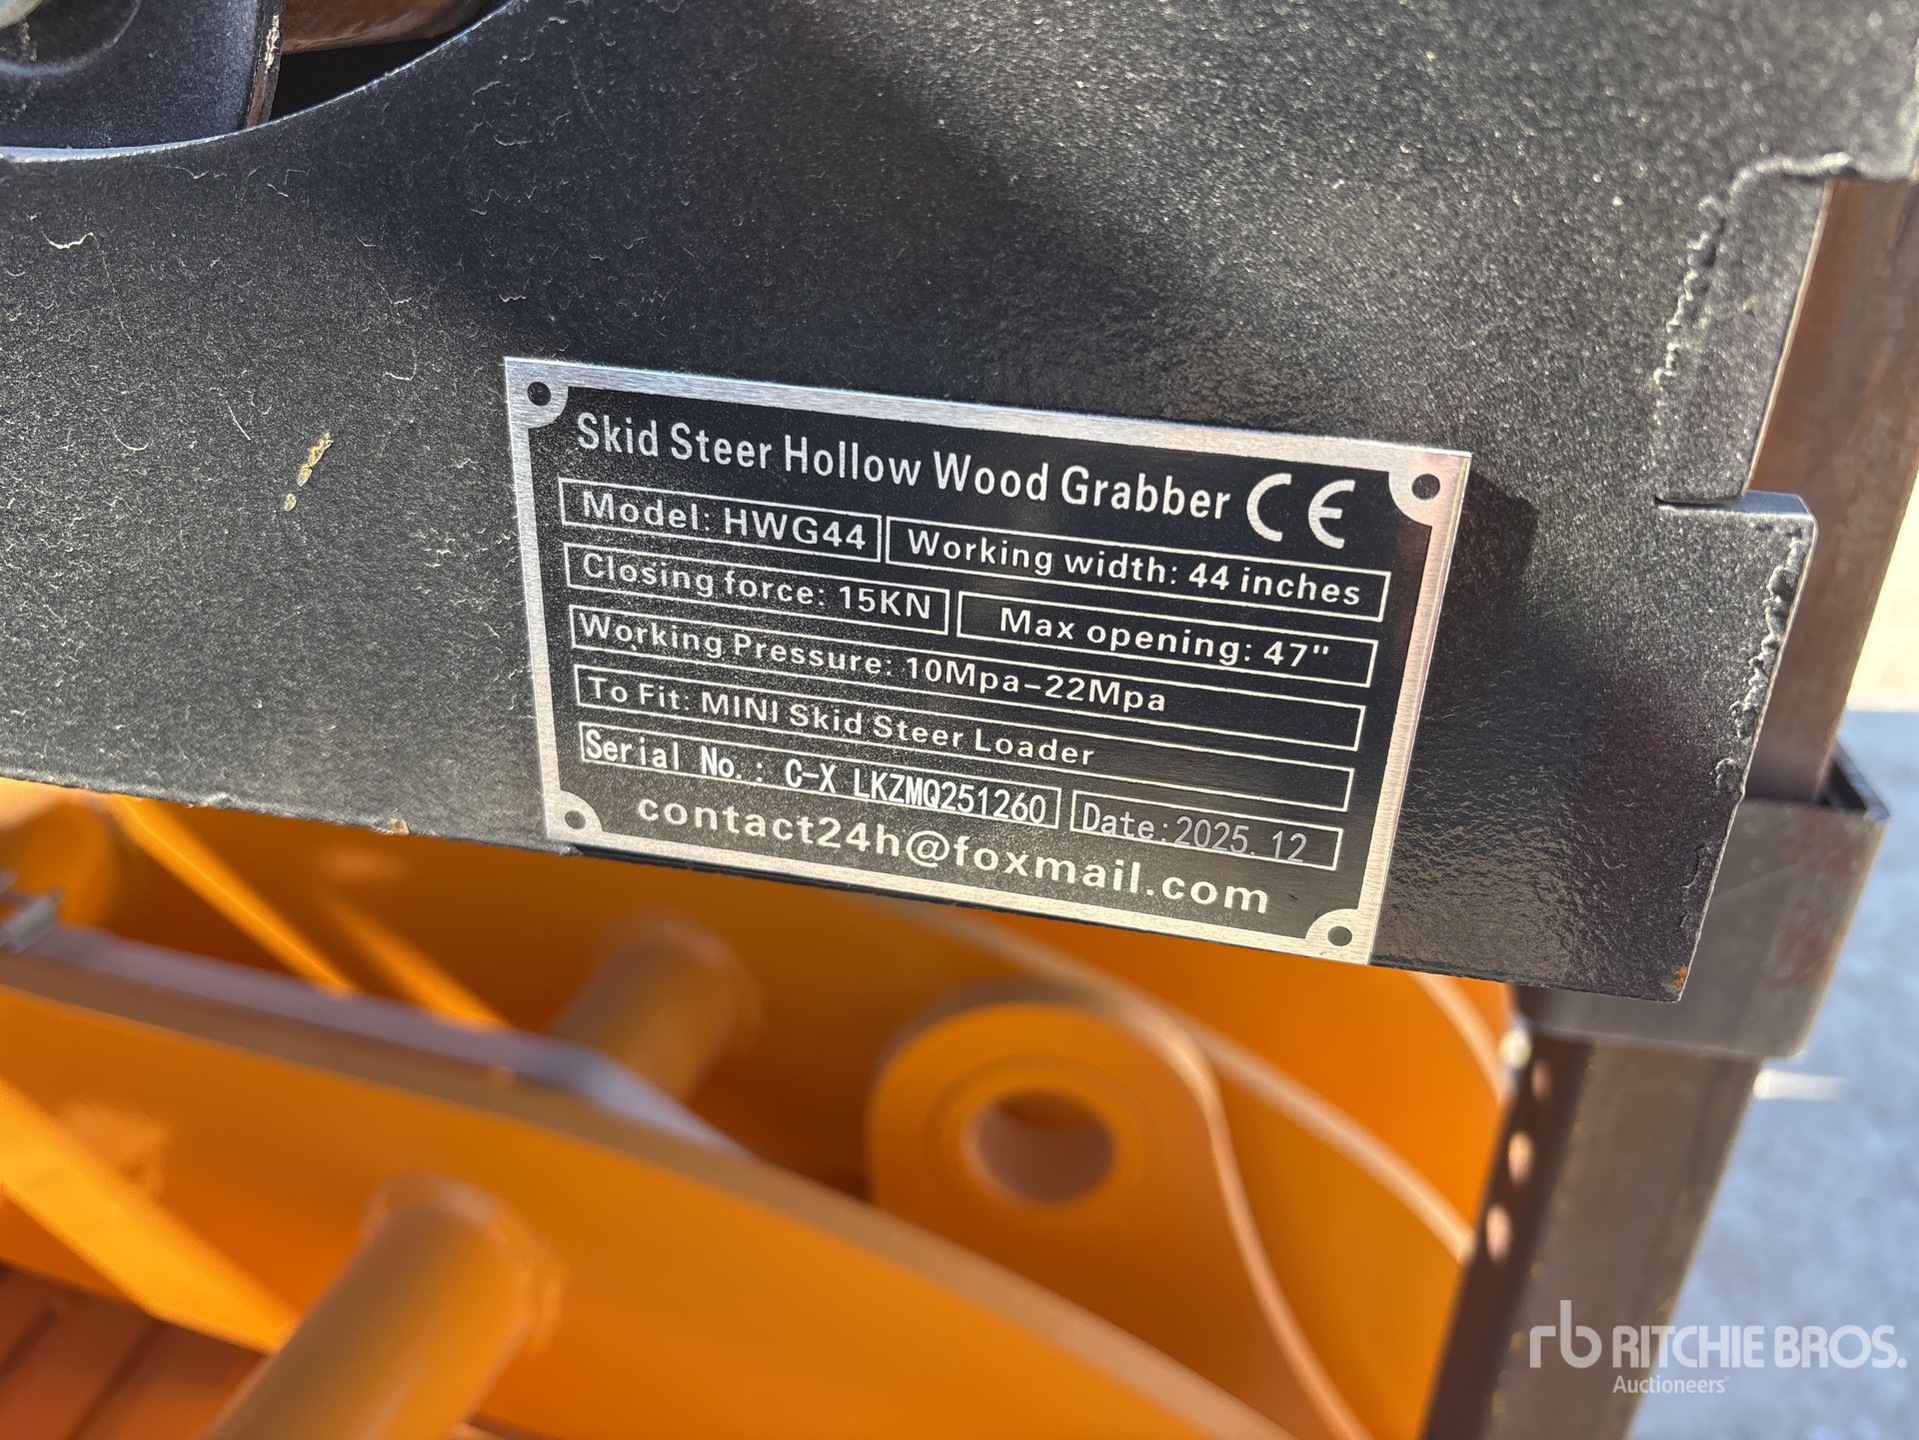 Skid Steer Hollow Wood Grabber CE
Model: HWG44 Working width: 44 inches
Closing force: 15KN Max opening: 47"
Working Pressure: 10Mpa-22Mpa
To Fit: MINI Skid Steer Loader
Serial No.: C-X LKZMQ251260 Date:2025.12
contact24h@foxmail.com
rb RITCHIE BROS.
Auctioneers